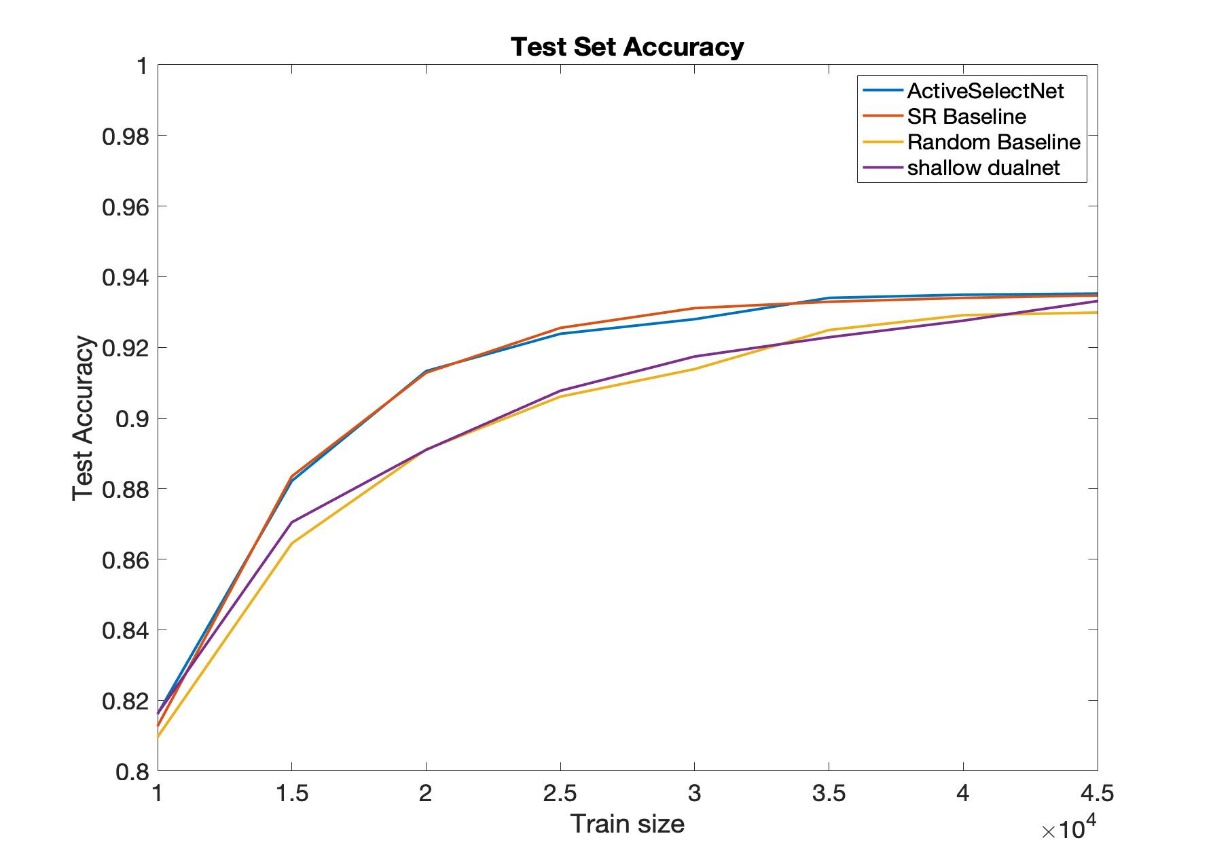 Test Set Accuracy
1
0.98
0.96
0.94
0.92
0.9
0.88
0.86
0.84
0.82
0.8
Test Accuracy
ActiveSelectNet
SR Baseline
Random Baseline
shallow dualnet
1 1.5 2 2.5 3 3.5 4 4.5
Train size
×10⁴